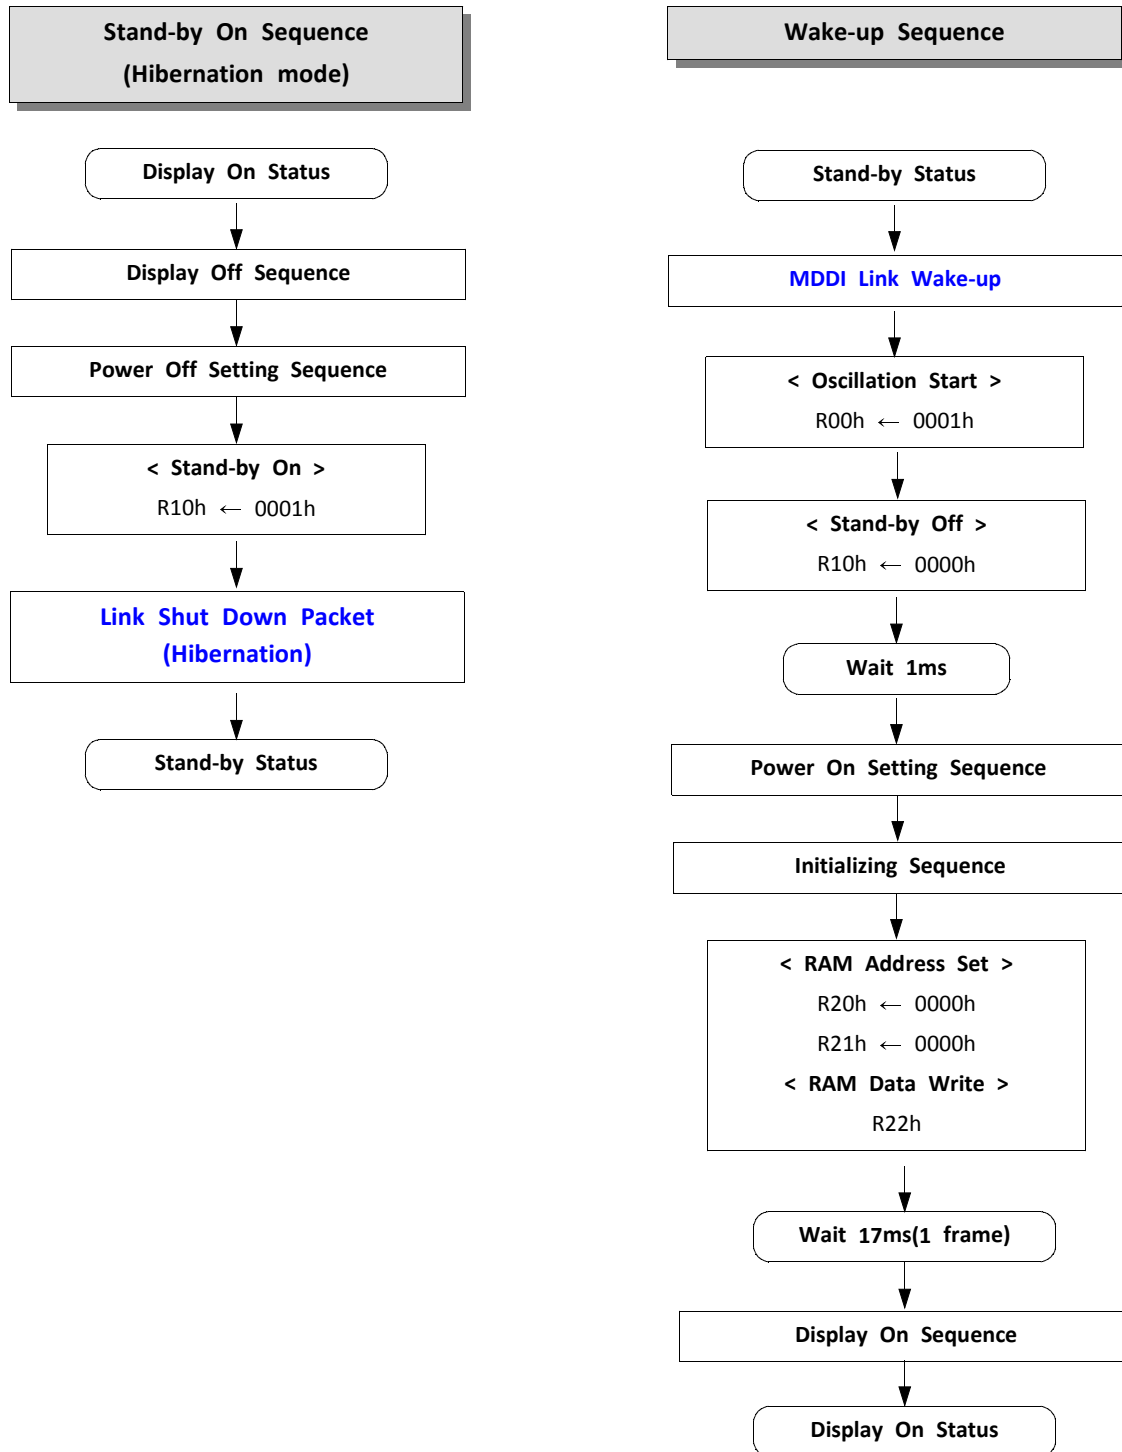 Stand-by On Sequence
(Hibernation mode)
Display On Status
Display Off Sequence
Power Off Setting Sequence
< Stand-by On >
R10h ← 0001h
Link Shut Down Packet
(Hibernation)
Stand-by Status
Wake-up Sequence
Stand-by Status
MDDI Link Wake-up
< Oscillation Start >
R00h ← 0001h
< Stand-by Off >
R10h ← 0000h
Wait 1ms
Power On Setting Sequence
Initializing Sequence
< RAM Address Set >
R20h ← 0000h
R21h ← 0000h
< RAM Data Write >
R22h
Wait 17ms(1 frame)
Display On Sequence
Display On Status